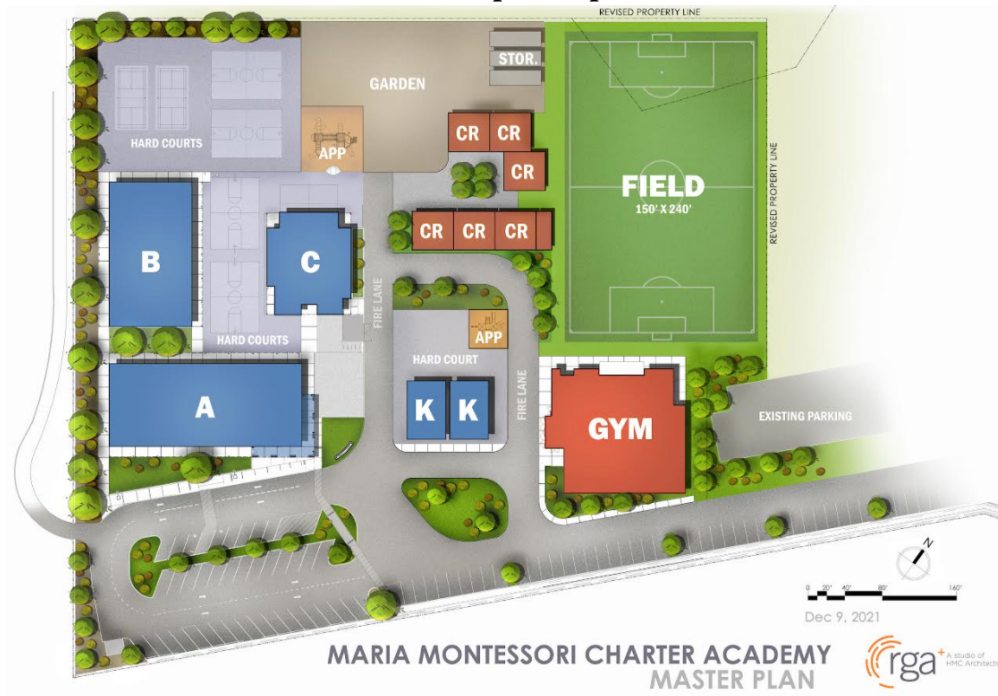 REVISED PROPERTY LINE
STOR.
GARDEN
HARD COURTS
APP
CR CR
CR
FIELD
150' X 240'
REVISED PROPERTY LINE
CR CR CR
B
C
FIRE LANE
HARD COURTS
APP
HARD COURT
A
K K
FIRE LANE
GYM
EXISTING PARKING
N
0 20' 40' 80' 160'
Dec 9, 2021
MARIA MONTESSORI CHARTER ACADEMY
MASTER PLAN
rga+
A studio of
HMC Architects